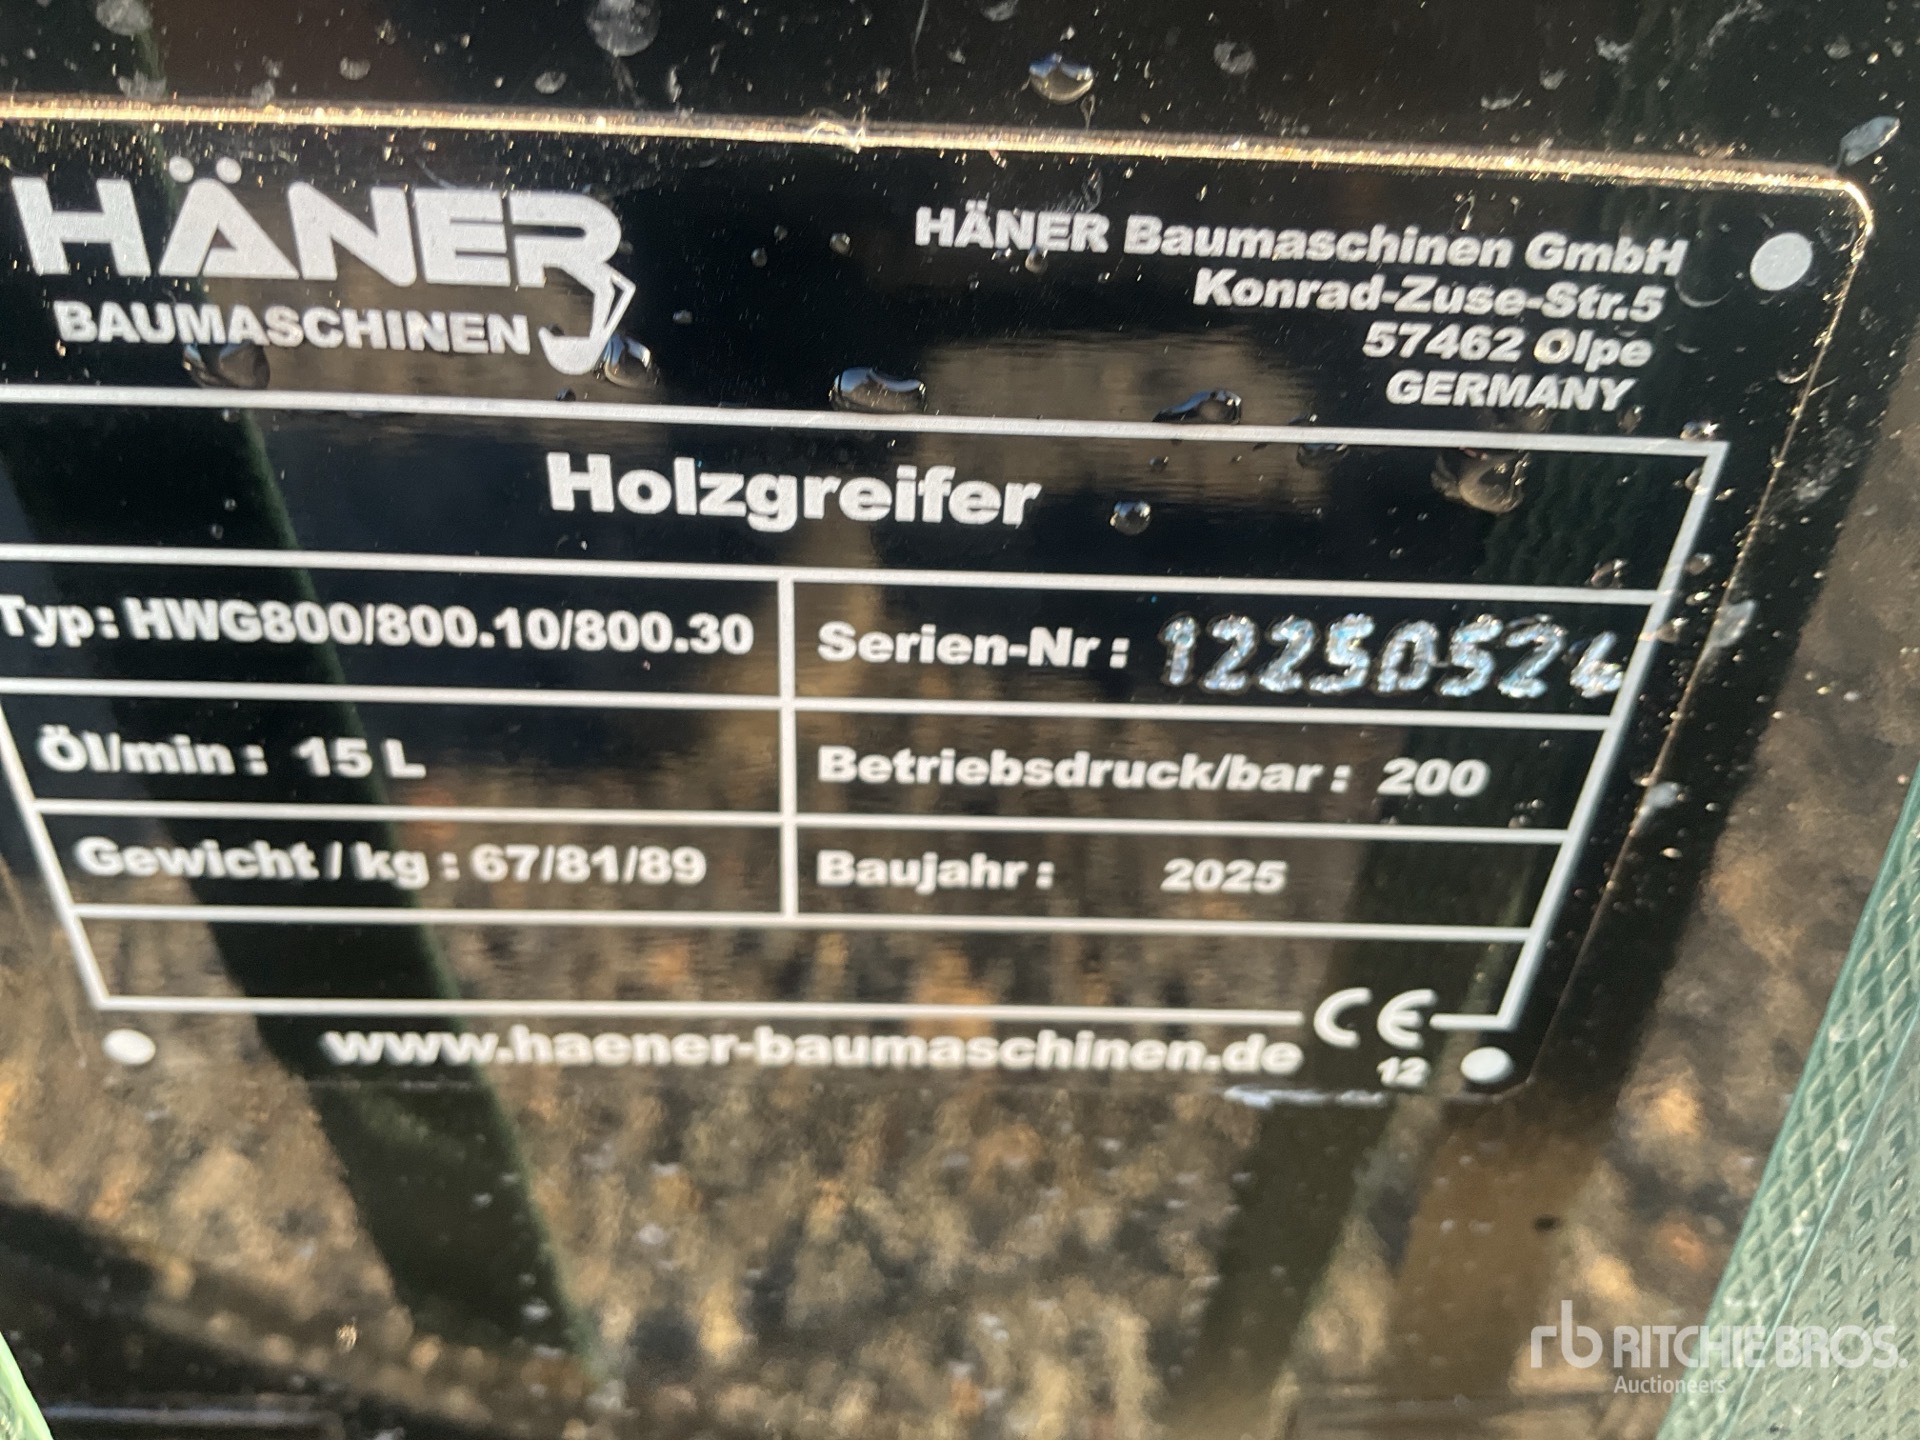 HÄNER
BAUMASCHINEN
HÄNER Baumaschinen GmbH
Konrad-Zuse-Str.5
57462 Olpe
GERMANY
Holzgreifer
Typ: HWG800/800.10/800.30
Serien-Nr : 12250524
Öl/min : 15 L
Betriebsdruck/bar : 200
Gewicht / kg : 67/81/89
Baujahr : 2025
CE
12
www.haener-baumaschinen.de
rb RITCHIE BROS.
Auctioneers